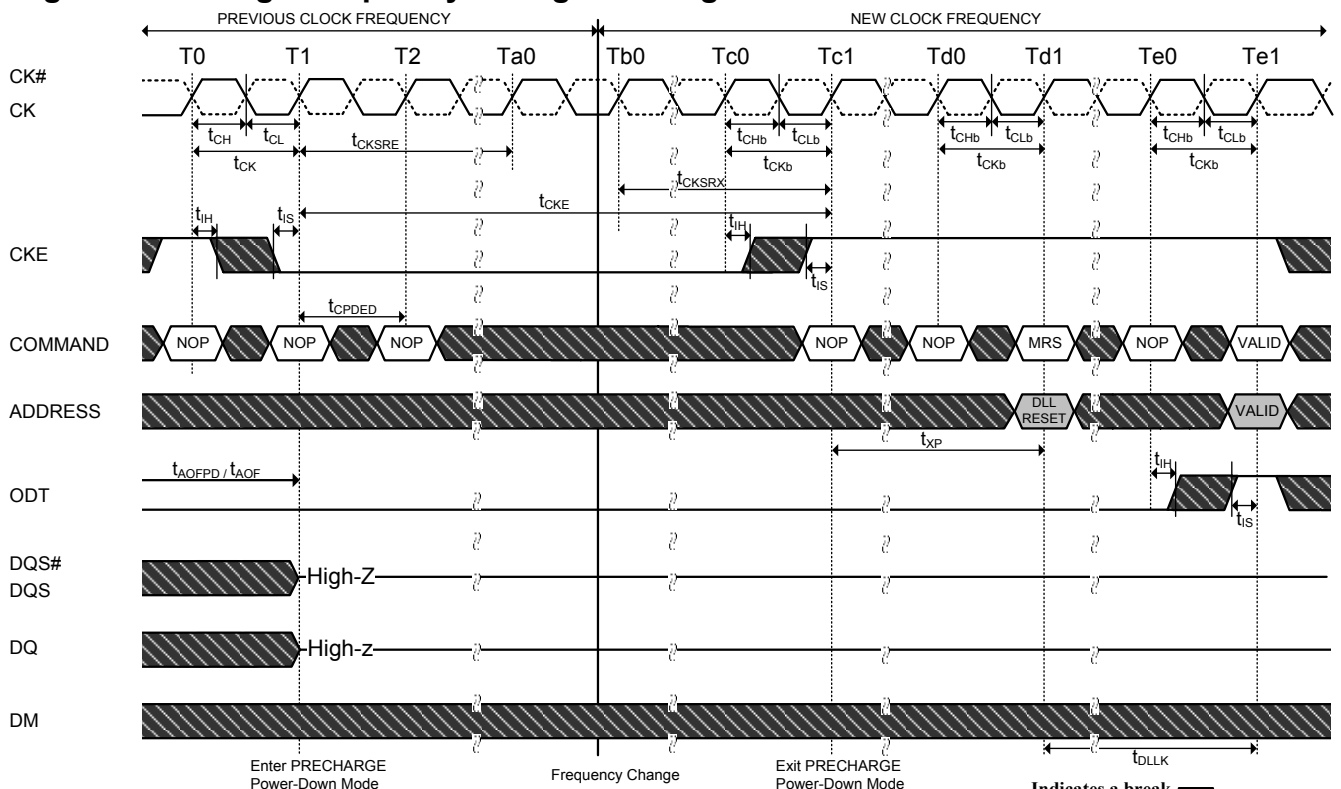 PREVIOUS CLOCK FREQUENCY NEW CLOCK FREQUENCY
T0 T1 T2 Ta0 Tb0 Tc0 Tc1 Td0 Td1 Te0 Te1
CK#
CK
tCH tCL tCHb tCLb tCHb tCLb tCHb tCLb
tCK tCKSRE tCKb tCKb tCKb
tCKSRX
tCKE
tIH tIS tIH
CKE
tIS
tCPDED
COMMAND NOP NOP NOP NOP NOP MRS NOP VALID
ADDRESS DLL RESET VALID
tXP
tAOFPD / tAOF tIH
ODT
tIS
DQS#
DQS High-Z
DQ High-z
DM
tDLLK
Enter PRECHARGE
Power-Down Mode
Frequency Change
Exit PRECHARGE
Power-Down Mode
Indicates a break